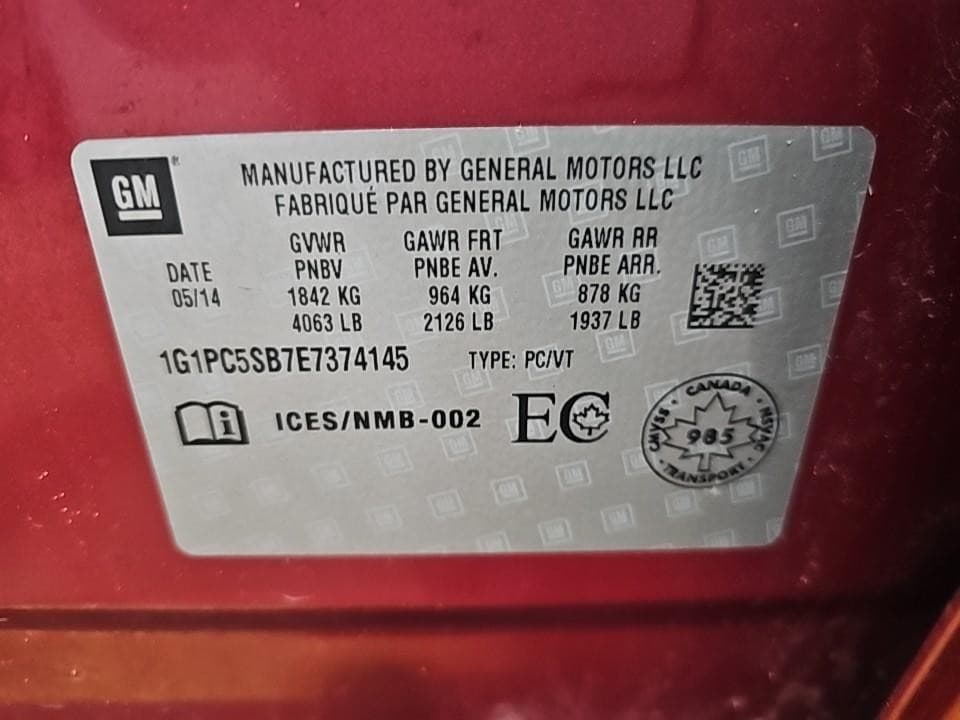 GM
MANUFACTURED BY GENERAL MOTORS LLC
FABRIQUÉ PAR GENERAL MOTORS LLC
GVWR GAWR FRT GAWR RR
DATE PNBV PNBE AV. PNBE ARR.
05/14 1842 KG 964 KG 878 KG
4063 LB 2126 LB 1937 LB
1G1PC5SB7E7374145 TYPE: PC/VT
ICES/NMB-002 EC
CANADA
CMVSS 985 NSVAC
TRANSPORT